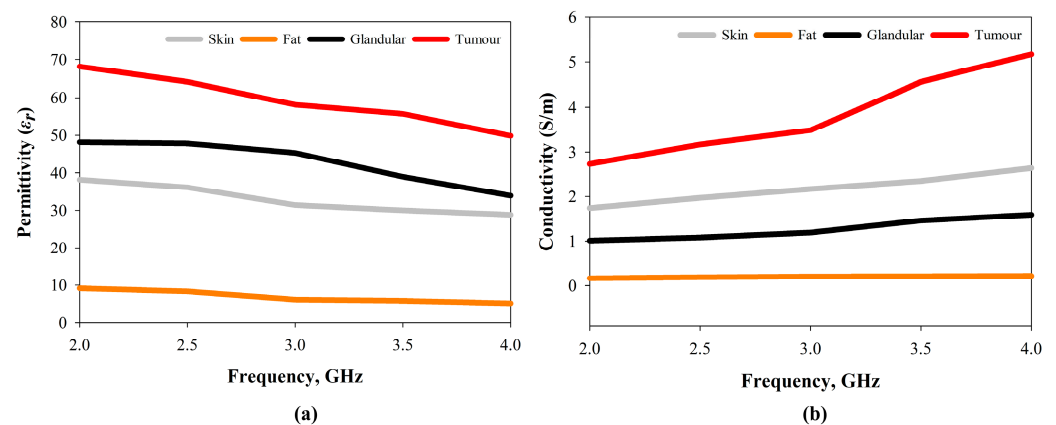 80
70
60
50
40
30
20
10
0
Permittivity (εr)
Skin Fat Glandular Tumour
2.0 2.5 3.0 3.5 4.0
Frequency, GHz
(a)
6
5
4
3
2
1
0
Conductivity (S/m)
Skin Fat Glandular Tumour
2.0 2.5 3.0 3.5 4.0
Frequency, GHz
(b)